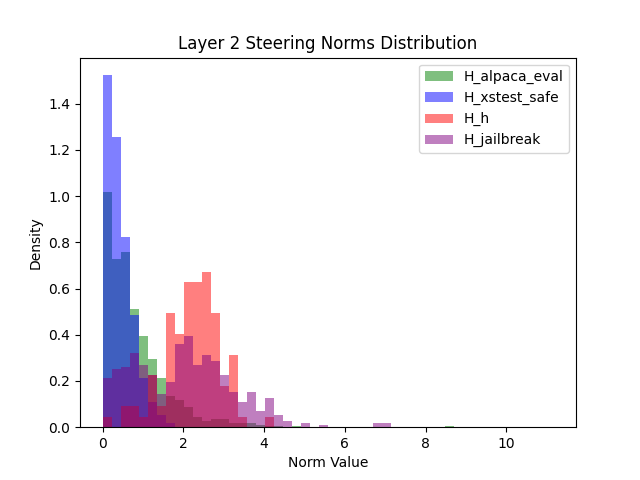 Layer 2 Steering Norms Distribution
H_alpaca_eval
H_xstest_safe
H_h
H_jailbreak
Density
1.4
1.2
1.0
0.8
0.6
0.4
0.2
0.0
0 2 4 6 8 10
Norm Value